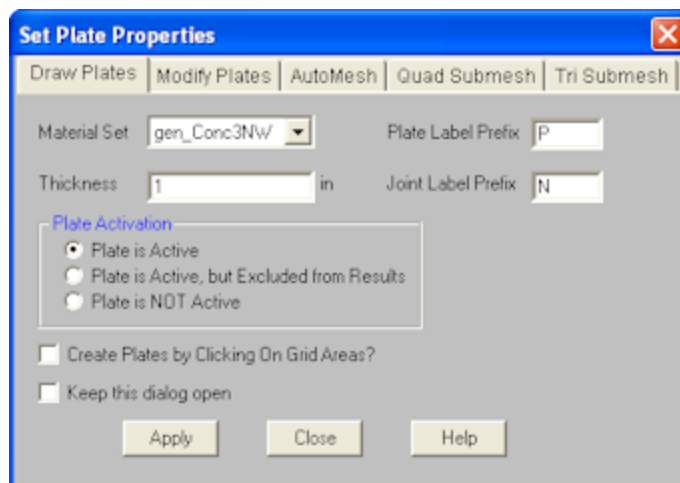 Set Plate Properties
Draw Plates Modify Plates AutoMesh Quad Submesh Tri Submesh
Material Set gen_Conc3NW Plate Label Prefix P
Thickness 1 in Joint Label Prefix N
Plate Activation
Plate is Active
Plate is Active, but Excluded from Results
Plate is NOT Active
Create Plates by Clicking On Grid Areas?
Keep this dialog open
Apply Close Help